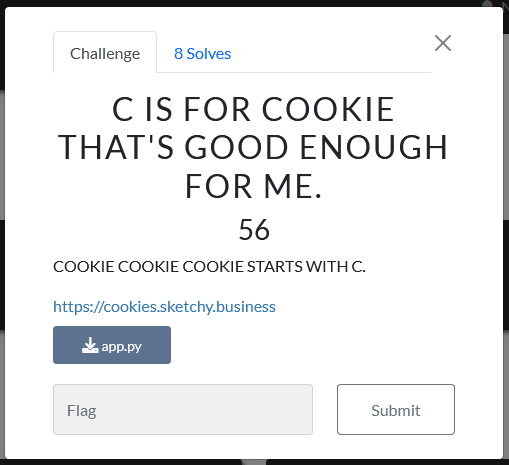 Challenge
8 Solves
C IS FOR COOKIE
THAT'S GOOD ENOUGH
FOR ME.
56
COOKIE COOKIE COOKIE STARTS WITH C.
https://cookies.sketchy.business
app.py
Flag
Submit